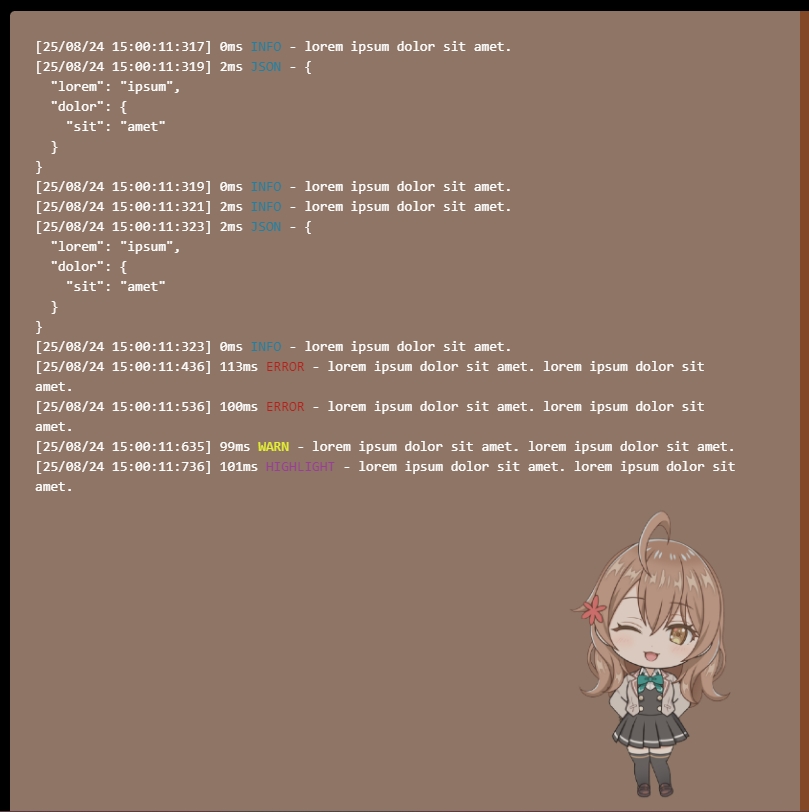 [25/08/24 15:00:11:317] 0ms INFO - lorem ipsum dolor sit amet.
[25/08/24 15:00:11:319] 2ms JSON - {
  "lorem": "ipsum",
  "dolor": {
    "sit": "amet"
  }
}
[25/08/24 15:00:11:319] 0ms INFO - lorem ipsum dolor sit amet.
[25/08/24 15:00:11:321] 2ms INFO - lorem ipsum dolor sit amet.
[25/08/24 15:00:11:323] 2ms JSON - {
  "lorem": "ipsum",
  "dolor": {
    "sit": "amet"
  }
}
[25/08/24 15:00:11:323] 0ms INFO - lorem ipsum dolor sit amet.
[25/08/24 15:00:11:436] 113ms ERROR - lorem ipsum dolor sit amet. lorem ipsum dolor sit
amet.
[25/08/24 15:00:11:536] 100ms ERROR - lorem ipsum dolor sit amet. lorem ipsum dolor sit
amet.
[25/08/24 15:00:11:635] 99ms WARN - lorem ipsum dolor sit amet. lorem ipsum dolor sit amet.
[25/08/24 15:00:11:736] 101ms HIGHLIGHT - lorem ipsum dolor sit amet. lorem ipsum dolor sit
amet.